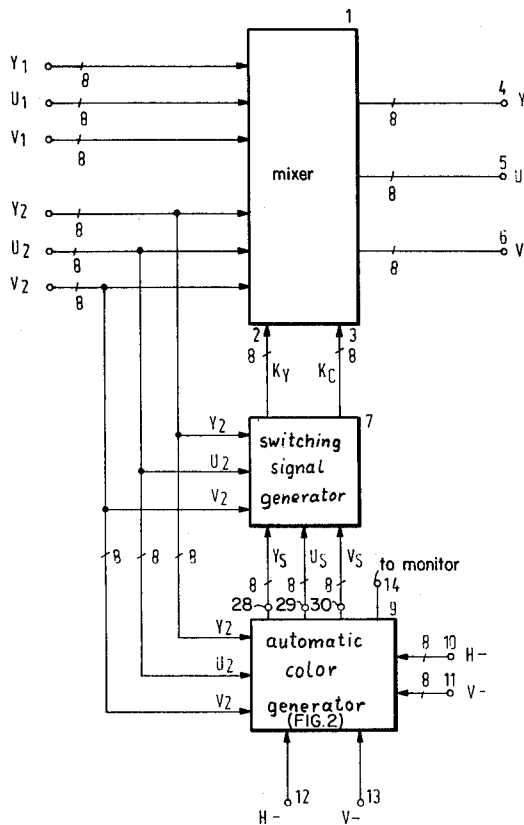 1
Y1
8
U1
8
4
Y
8
V1
8
mixer
5
U
8
Y2
8
U2
8
6
V
8
V2
8
2
3
8
KY
KC
8
7
Y2
switching
U2
signal
V2
generator
8
8
8
YS
US
VS
to monitor
8
8
8
14
28
29
30
9
Y2
automatic
8
10
H-
U2
color
8
11
V-
V2
generator
(FIG.2)
12
H-
13
V-